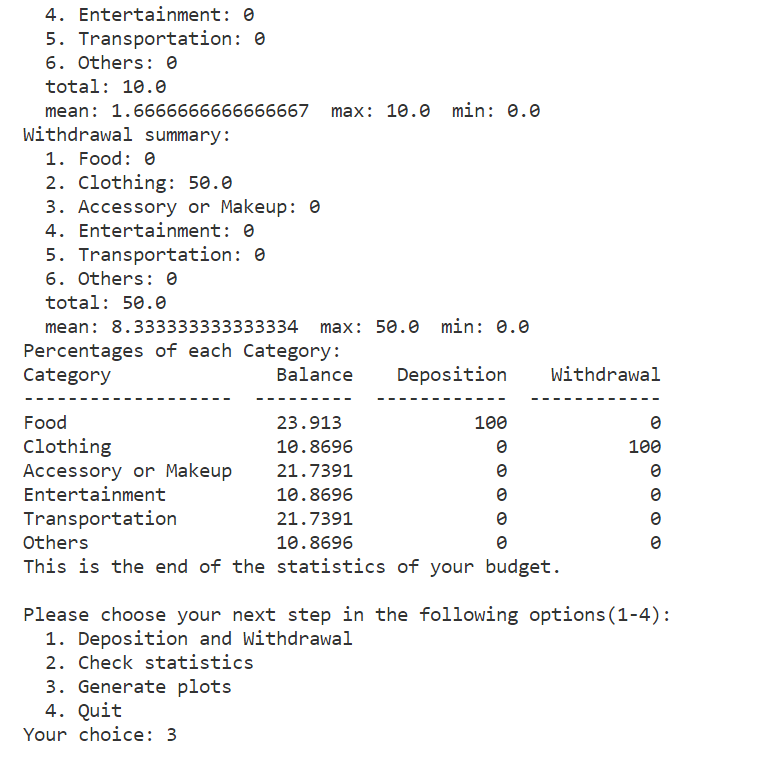 4. Entertainment: 0
5. Transportation: 0
6. Others: 0
total: 10.0
mean: 1.6666666666666667  max: 10.0  min: 0.0
Withdrawal summary:
1. Food: 0
2. Clothing: 50.0
3. Accessory or Makeup: 0
4. Entertainment: 0
5. Transportation: 0
6. Others: 0
total: 50.0
mean: 8.333333333333334  max: 50.0  min: 0.0
Percentages of each Category:
Category               Balance    Deposition    Withdrawal
-------------------  ---------  ------------  ------------
Food                   23.913            100             0
Clothing               10.8696             0           100
Accessory or Makeup    21.7391             0             0
Entertainment          10.8696             0             0
Transportation         21.7391             0             0
Others                 10.8696             0             0
This is the end of the statistics of your budget.
Please choose your next step in the following options(1-4):
1. Deposition and Withdrawal
2. Check statistics
3. Generate plots
4. Quit
Your choice: 3